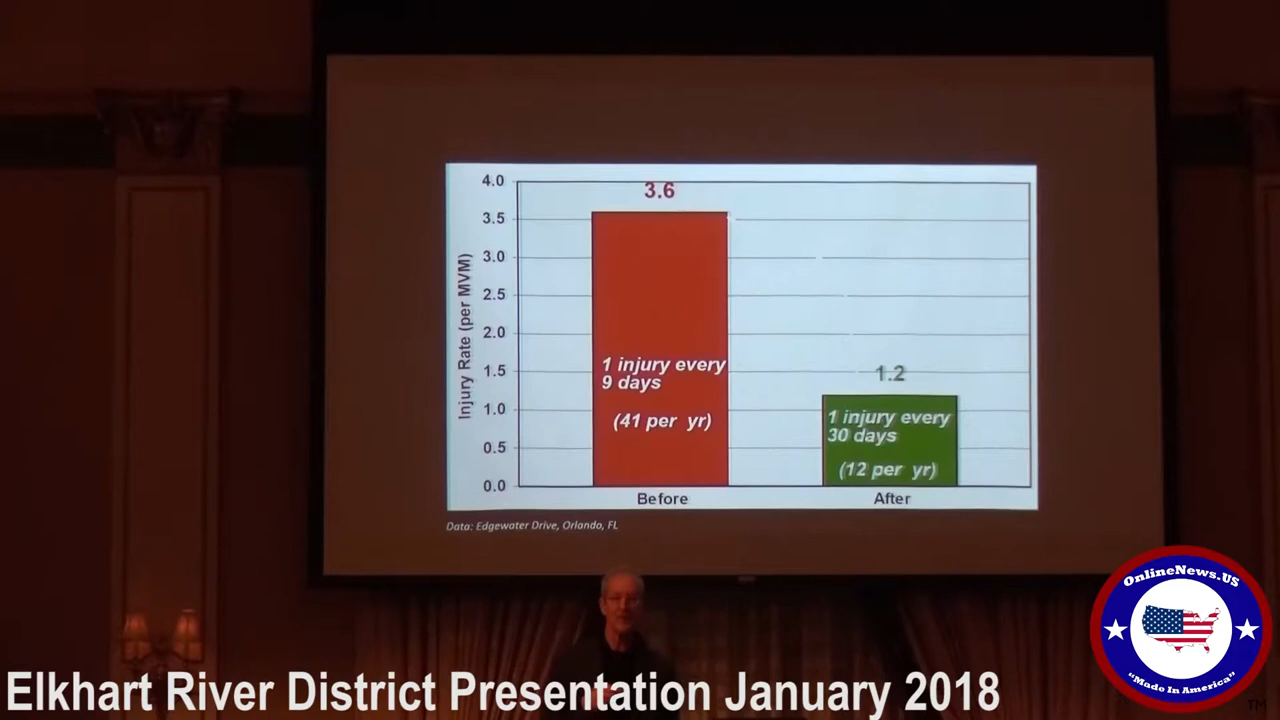 4.0
3.6
3.5
3.0
2.5
2.0
1.5
1.0
0.5
0.0
Injury Rate (per MVM)
1 injury every
9 days
(41 per yr)
1.2
1 injury every
30 days
(12 per yr)
Before
After
Data: Edgewater Drive, Orlando, FL
OnlineNews.US
"Made In America"
TM
Elkhart River District Presentation January 2018